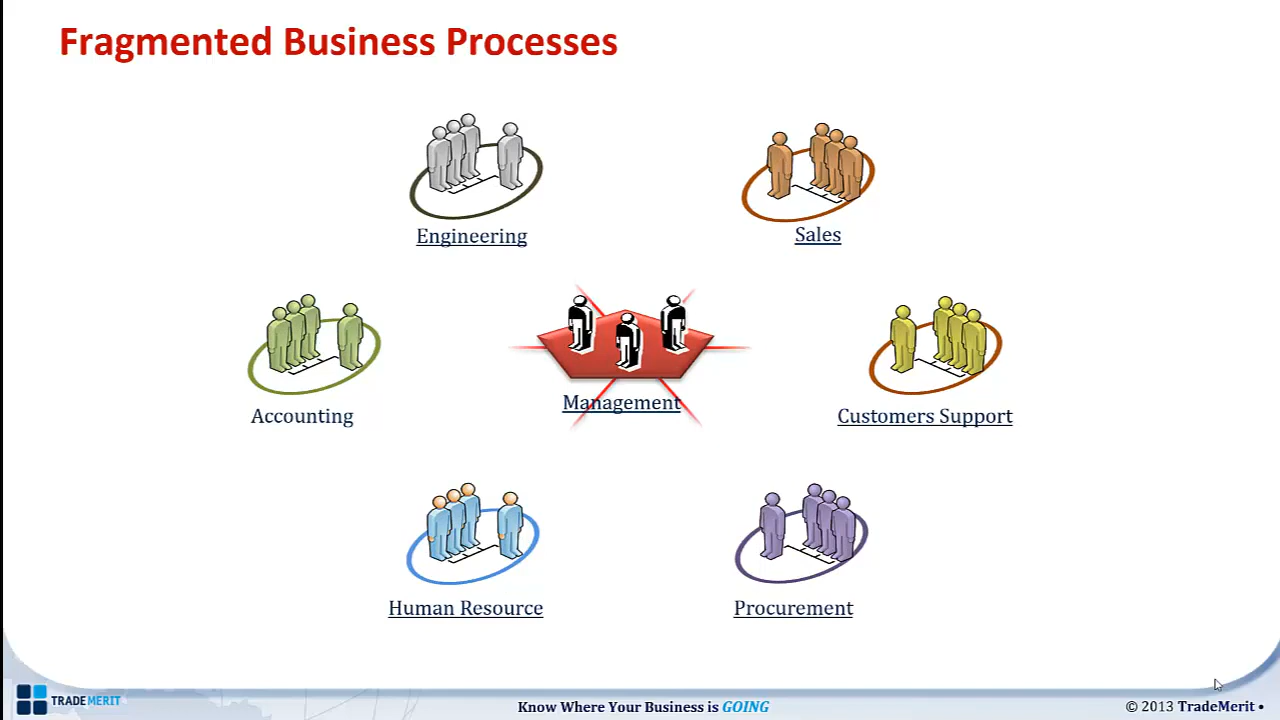 Fragmented Business Processes
Engineering
Sales
Accounting
Management
Customers Support
Human Resource
Procurement
TRADEMERIT
Know Where Your Business is GOING
© 2013 TradeMerit •